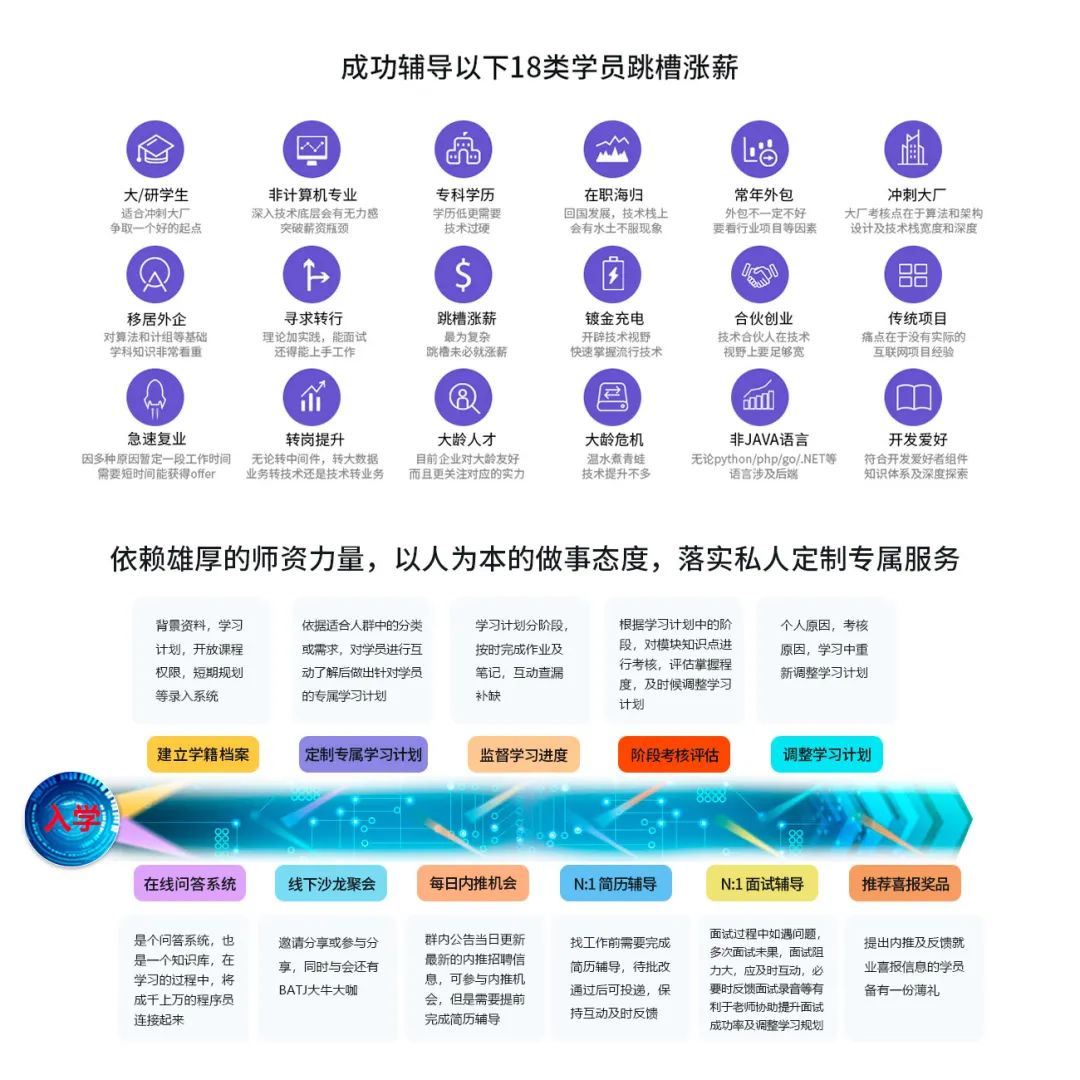 成功辅导以下18类学员跳槽涨薪
大/研学生
适合冲刺大厂
争取一个好的起点
非计算机专业
深入技术底层会有无力感
突破薪资瓶颈
专科学历
学历低更需要
技术过硬
在职海归
回国发展，技术栈上
会有水土不服现象
常年外包
外包不一定不好
要看行业项目等因素
冲刺大厂
大厂考核点在于算法和架构
设计及技术栈宽度和深度
移居外企
对算法和计组等基础
学科知识非常看重
寻求转行
理论加实践，能面试
还得能上手工作
跳槽涨薪
最为复杂
跳槽未必就涨薪
镀金充电
开辟技术视野
快速掌握流行技术
合伙创业
技术合伙人在技术
视野上要足够宽
传统项目
痛点在于没有实际的
互联网项目经验
急速复业
因多种原因暂定一段工作时间
需要短时间能获得offer
转岗提升
无论转中间件，转大数据
业务转技术还是技术转业务
大龄人才
目前企业对大龄友好
而且更关注对应的实力
大龄危机
温水煮青蛙
技术提升不多
非JAVA语言
无论python/php/go/.NET等
语言涉及后端
开发爱好
符合开发爱好者组件
知识体系及深度探索
依赖雄厚的师资力量，以人为本的做事态度，落实私人定制专属服务
背景资料，学习
计划，开放课程
权限，短期规划
等录入系统
依据适合人群中的分类
或需求，对学员进行互
动了解后做出针对学员
的专属学习计划
学习计划分阶段，
按时完成作业及
笔记，互动查漏
补缺
根据学习计划中的阶
段，对模块知识点进
行考核，评估掌握程
度，及时候调整学习
计划
个人原因，考核
原因，学习中重
新调整学习计划
建立学籍档案
定制专属学习计划
监督学习进度
阶段考核评估
调整学习计划
入学
在线问答系统
线下沙龙聚会
每日内推机会
N:1 简历辅导
N:1 面试辅导
推荐喜报奖品
是个问答系统，也
是一个知识库，在
学习的过程中，将
成千上万的程序员
连接起来
邀请分享或参与分
享，同时与会还有
BATJ大牛大咖
群内公告当日更新
最新的内推招聘信
息，可参与内推机
会，但是需要提前
完成简历辅导
找工作前需要完成
简历辅导，待批改
通过后可投递，保
持互动及时反馈
面试过程中如遇问题，
多次面试未果，面试阻
力大，应及时互动，必
要时反馈面试录音等有
利于老师协助提升面试
成功率及调整学习规划
提出内推及反馈就
业喜报信息的学员
备有一份薄礼